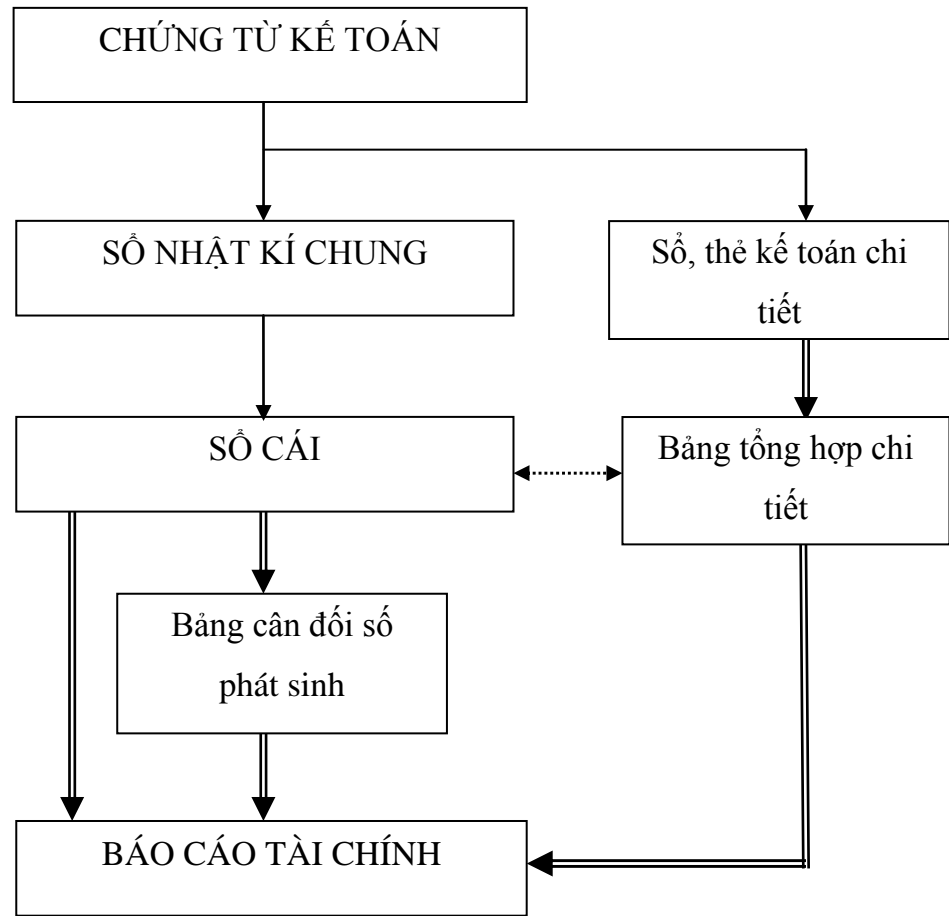 CHỨNG TỪ KẾ TOÁN
SỔ NHẬT KÍ CHUNG
Sổ, thẻ kế toán chi
tiết
SỔ CÁI
Bảng tổng hợp chi
tiết
Bảng cân đối số
phát sinh
BÁO CÁO TÀI CHÍNH